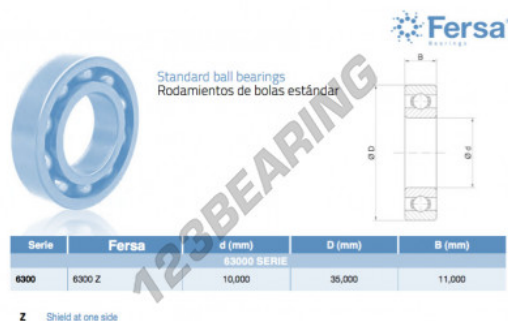 Fersa
Bearings
Standard ball bearings
Rodamientos de bolas estándar
B
Ø D
Ø d
123BEARING
Serie Fersa d (mm) D (mm) B (mm)
63000 SERIE
6300 6300 Z 10,000 35,000 11,000
Z Shield at one side